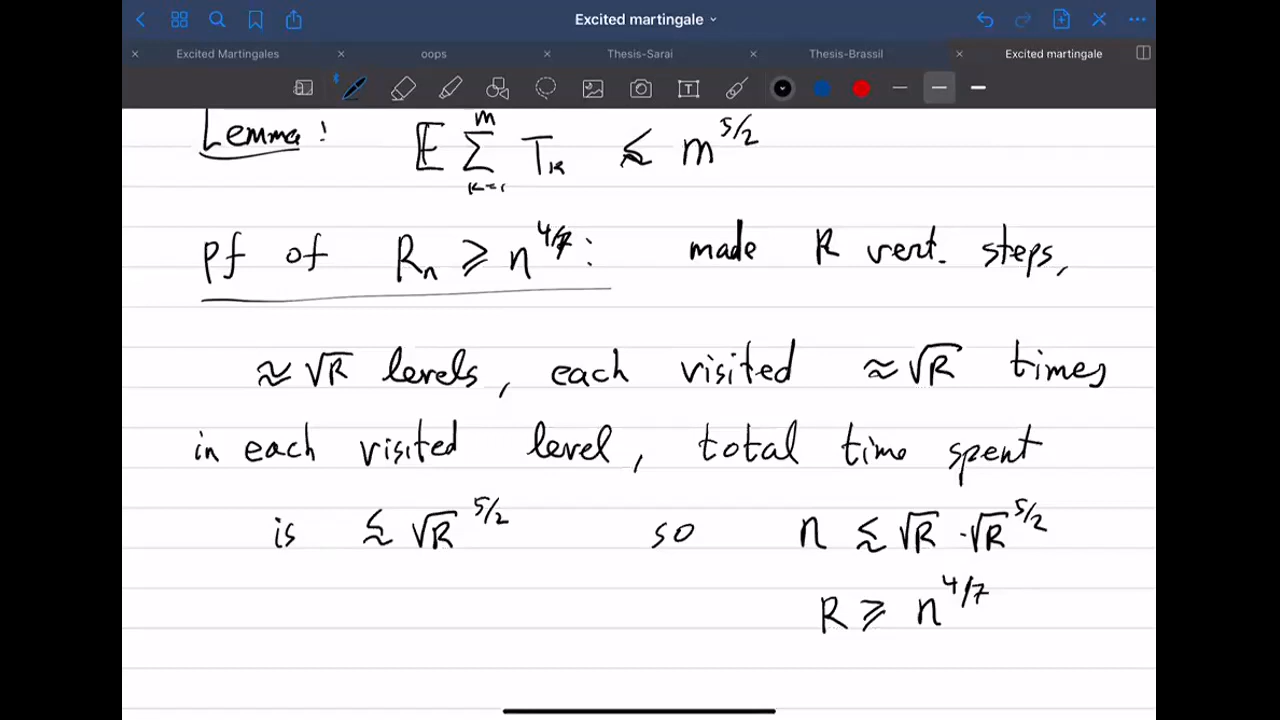 Excited martingale
Excited Martingales
oops
Thesis-Sarai
Thesis-Brassil
Excited martingale
Lemma! E ∑_{k=1}^{m} T_k ≲ m^{5/2}
pf of R_n ⩾ n^{4/7}: made R vert. steps,
≈ √R levels, each visited ≈ √R times
in each visited level, total time spent
is ≲ √R^{5/2} so n ≲ √R · √R^{5/2}
R ⩾ n^{4/7}